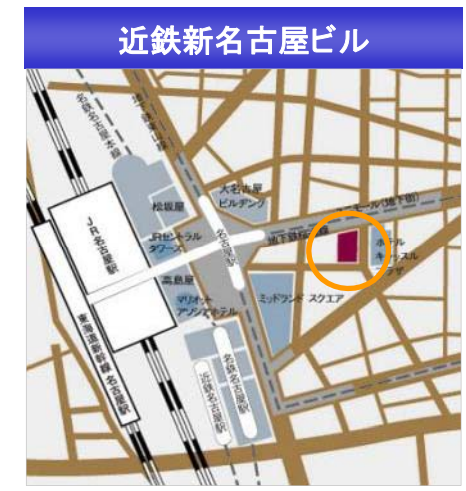 近鉄新名古屋ビル
名鉄名古屋本線
地下鉄東山線
松坂屋
大名古屋
ビルヂング
ユニモール(地下街)
JR名古屋駅
JRセントラル
タワーズ
名古屋駅
地下鉄桜通線
ホテル
キャッスル
プラザ
高島屋
マリオット
アソシアホテル
ミッドランド スクエア
東海道新幹線 名古屋駅
近鉄名古屋駅
名鉄名古屋駅